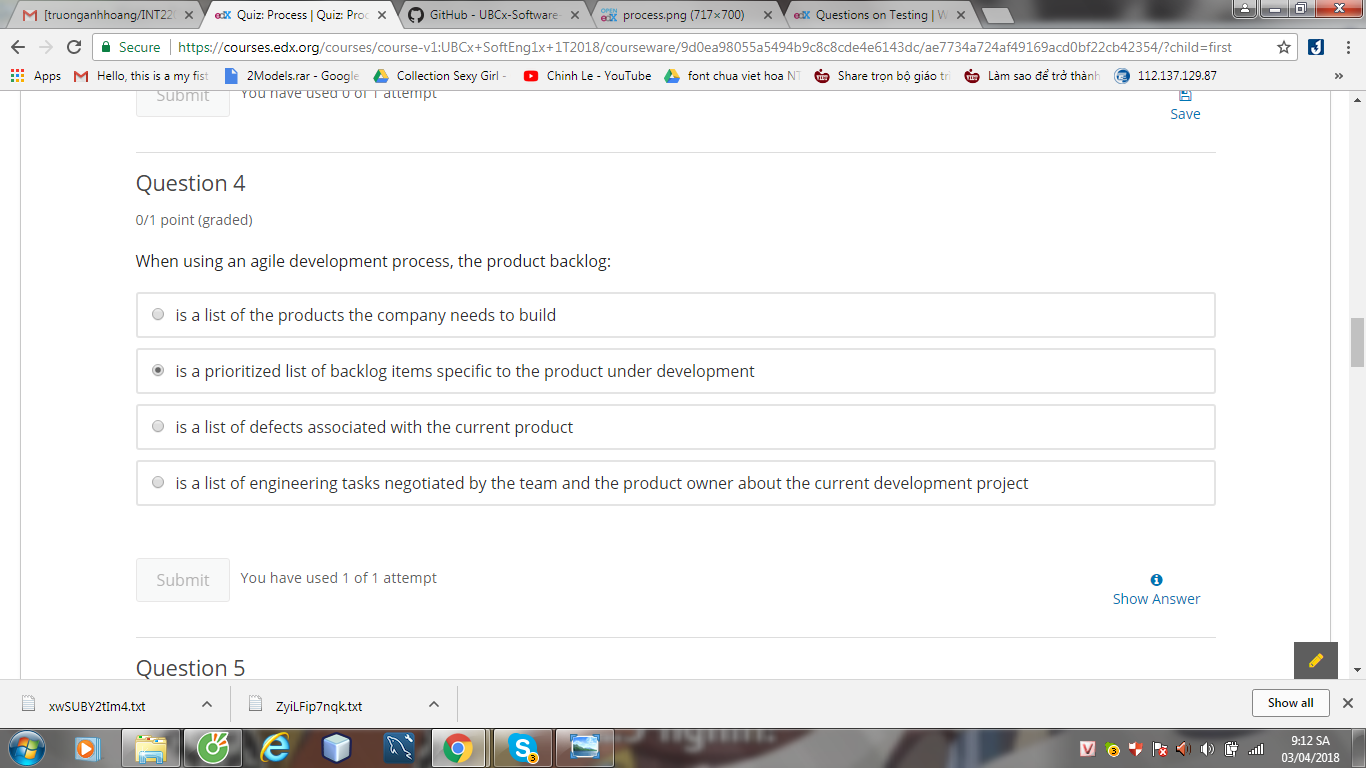 [truonganhhoang/INT22
Quiz: Process | Quiz: Proc
GitHub - UBCx-Software-
process.png (717×700)
Questions on Testing | W
Secure | https://courses.edx.org/courses/course-v1:UBCx+SoftEng1x+1T2018/courseware/9d0ea98055a5494b9c8c8cde4e6143dc/ae7734a724af49169acd0bf22cb42354/?child=first
Apps
Hello, this is a my fist
2Models.rar - Google
Collection Sexy Girl -
Chinh Le - YouTube
font chua viet hoa NT
Share trọn bộ giáo trì
Làm sao để trở thành
112.137.129.87
»
Submit
You have used 0 of 1 attempt
Save
Question 4
0/1 point (graded)
When using an agile development process, the product backlog:
is a list of the products the company needs to build
is a prioritized list of backlog items specific to the product under development
is a list of defects associated with the current product
is a list of engineering tasks negotiated by the team and the product owner about the current development project
Submit
You have used 1 of 1 attempt
Show Answer
Question 5
xwSUBY2tIm4.txt
ZyiLFip7nqk.txt
Show all
9:12 SA
03/04/2018